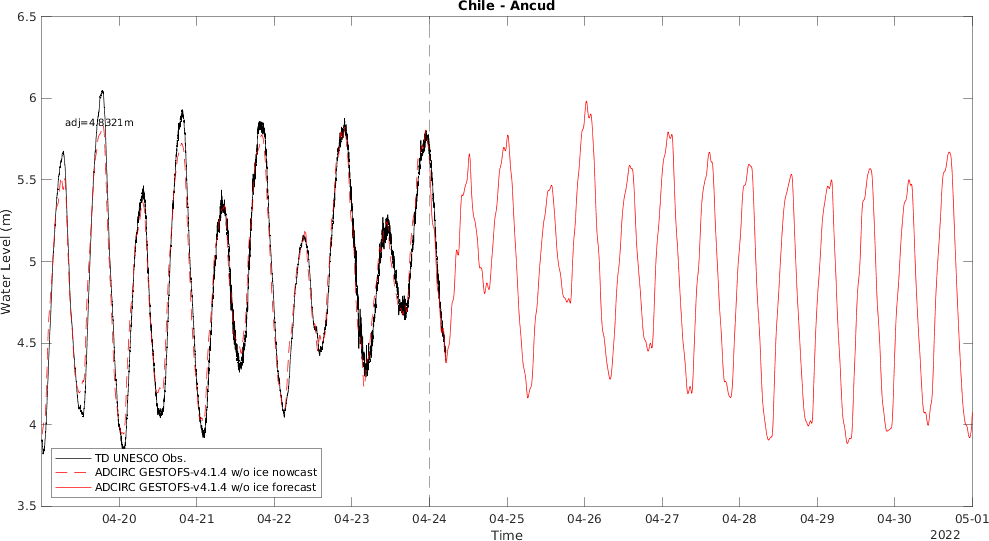 Chile - Ancud
6.5
6
5.5
5
4.5
4
3.5
Water Level (m)
adj=4.8321m
TD UNESCO Obs.
ADCIRC GESTOFS-v4.1.4 w/o ice nowcast
ADCIRC GESTOFS-v4.1.4 w/o ice forecast
04-20 04-21 04-22 04-23 04-24 04-25 04-26 04-27 04-28 04-29 04-30 05-01
Time
2022